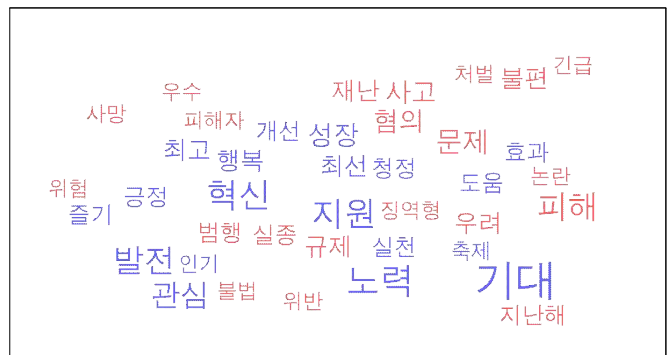 긴급
처벌 불편
우수 재난 사고
사망 피해자 혐의
개선 성장 문제
최고 행복 최선 청정 효과
위험 긍정 혁신 도움 논란
즐기 지원 징역형 우려 피해
범행 실종 규제 실천 축제
발전 인기 노력 기대
관심 불법 위반 지난해